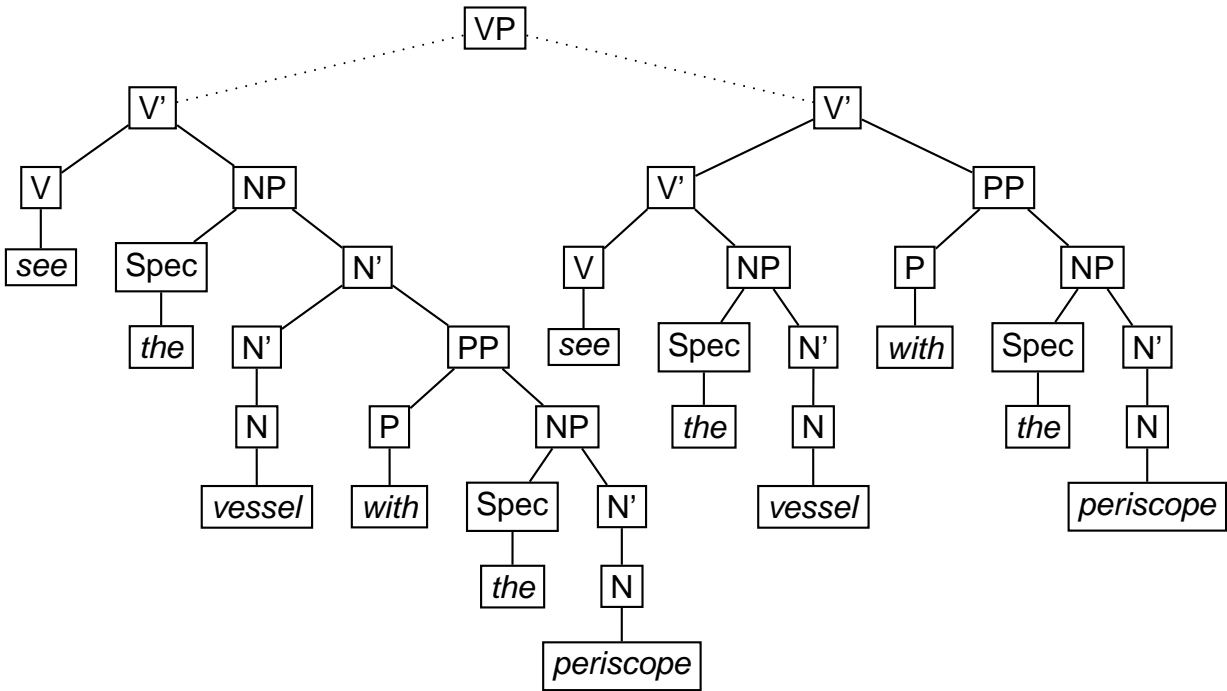 VP
V’ V’
V NP V’ PP
see Spec N’ V NP P NP
the N’ PP see Spec N’ with Spec N’
N P NP the N the N
vessel with Spec N’ vessel periscope
the N
periscope